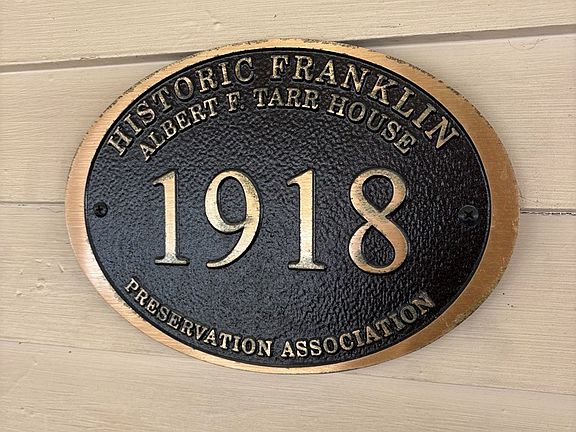 HISTORIC FRANKLIN
ALBERT F. TARR HOUSE
1918
PRESERVATION ASSOCIATION